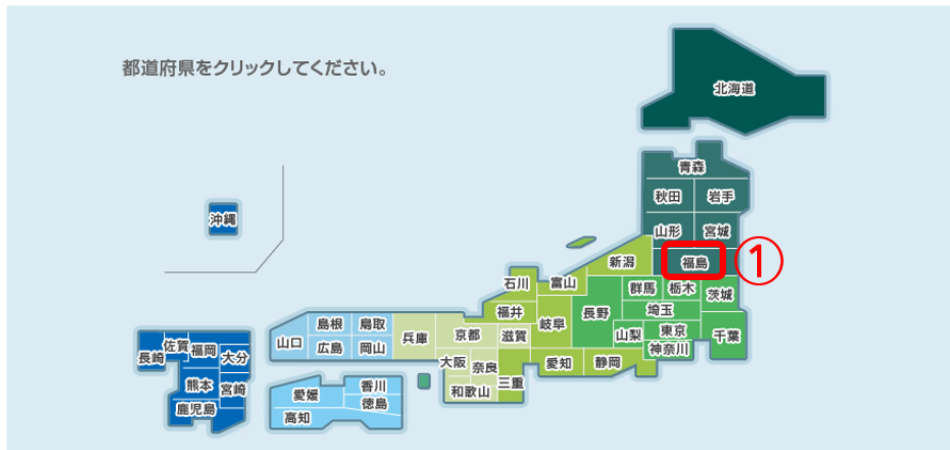 都道府県をクリックしてください。
北海道
青森
秋田 岩手
沖縄
山形 宮城
新潟 福島 ①
石川 富山 群馬 栃木 茨城
福井 長野 埼玉
島根 鳥取 兵庫 京都 滋賀 岐阜 山梨 東京 千葉
山口 広島 岡山 神奈川
長崎 佐賀 福岡 大分 大阪 奈良 愛知 静岡
熊本 宮崎 愛媛 香川 和歌山 三重
鹿児島 高知 徳島